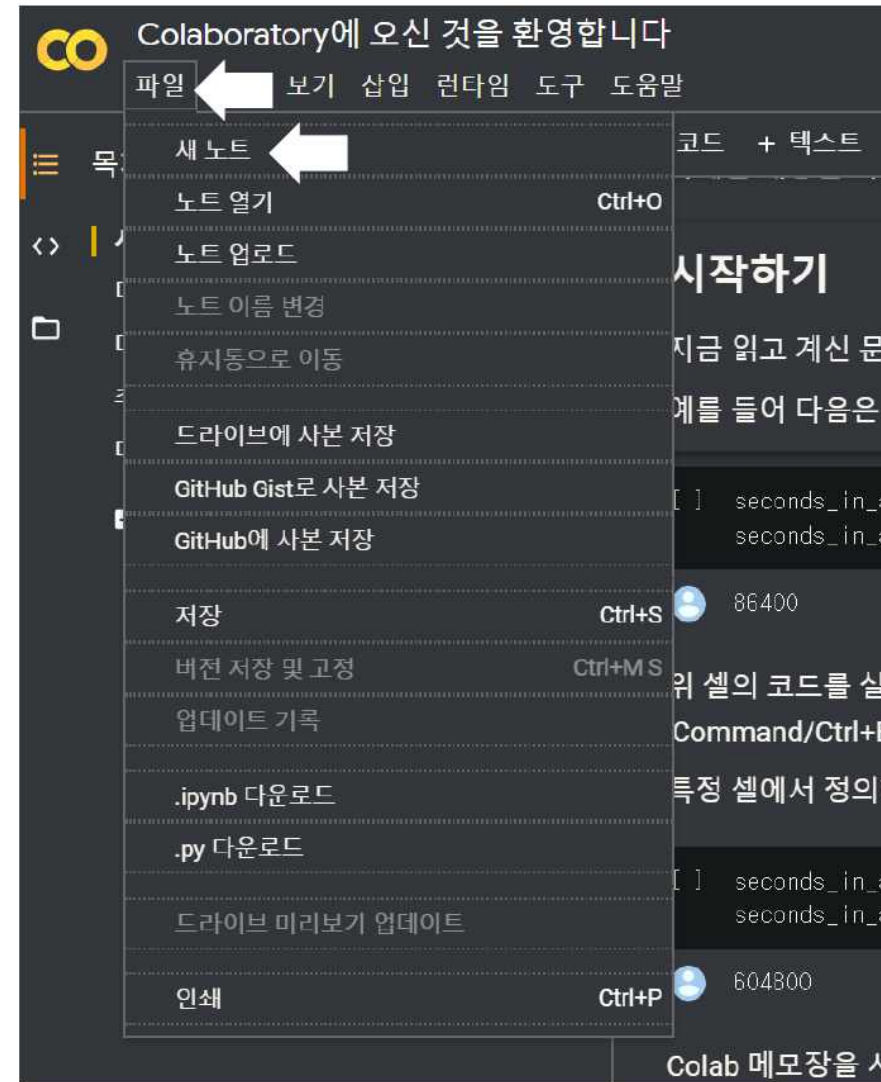 CO Colaboratory에 오신 것을 환영합니다
파일 보기 삽입 런타임 도구 도움말
코드 + 텍스트
새 노트
노트 열기 Ctrl+O
노트 업로드
노트 이름 변경
휴지통으로 이동
드라이브에 사본 저장
GitHub Gist로 사본 저장
GitHub에 사본 저장
저장 Ctrl+S
버전 저장 및 고정 Ctrl+M S
업데이트 기록
.ipynb 다운로드
.py 다운로드
드라이브 미리보기 업데이트
인쇄 Ctrl+P
시작하기
지금 읽고 계신
예를 들어 다음은
[ ] seconds_in_
seconds_in_
86400
위 셀의 코드를
Command/Ctrl+
특정 셀에서 정의
[ ] seconds_in_
seconds_in_
604800
Colab 메모장을